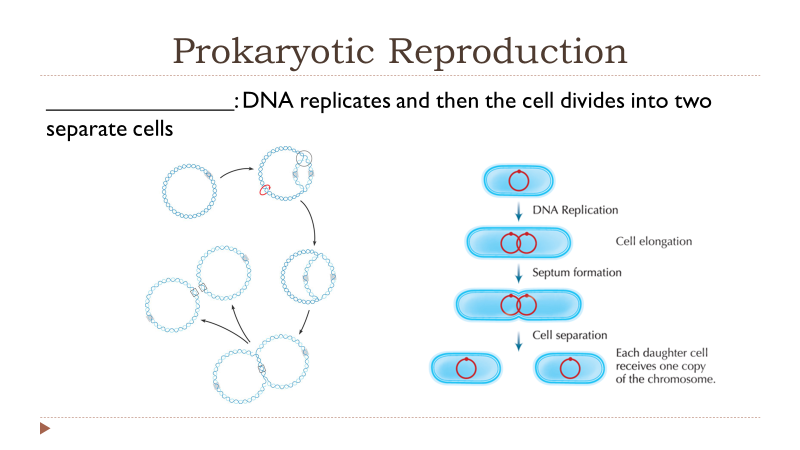 Prokaryotic Reproduction
________________: DNA replicates and then the cell divides into two
separate cells
DNA Replication
Cell elongation
Septum formation
Cell separation
Each daughter cell
receives one copy
of the chromosome.